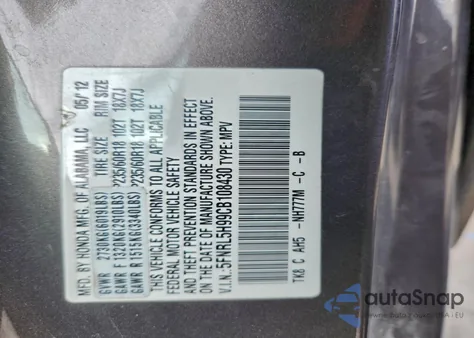 MFD. BY HONDA MFG. OF ALABAMA, LLC 05/12
TIRE SIZE RIM SIZE
GVWR 2730KG(6019LBS)
GAWR F 1320KG(2910LBS) P235/60R18 102T 18X7J
GAWR R 1515KG(3340LBS) P235/60R18 102T 18X7J
THIS VEHICLE CONFORMS TO ALL APPLICABLE
FEDERAL MOTOR VEHICLE SAFETY
AND THEFT PREVENTION STANDARDS IN EFFECT
ON THE DATE OF MANUFACTURE SHOWN ABOVE.
V.I.N.:5FNRL5H99CB108430 TYPE: MPV
TK8 C AH5 -NH777M -C -B
autoSnap